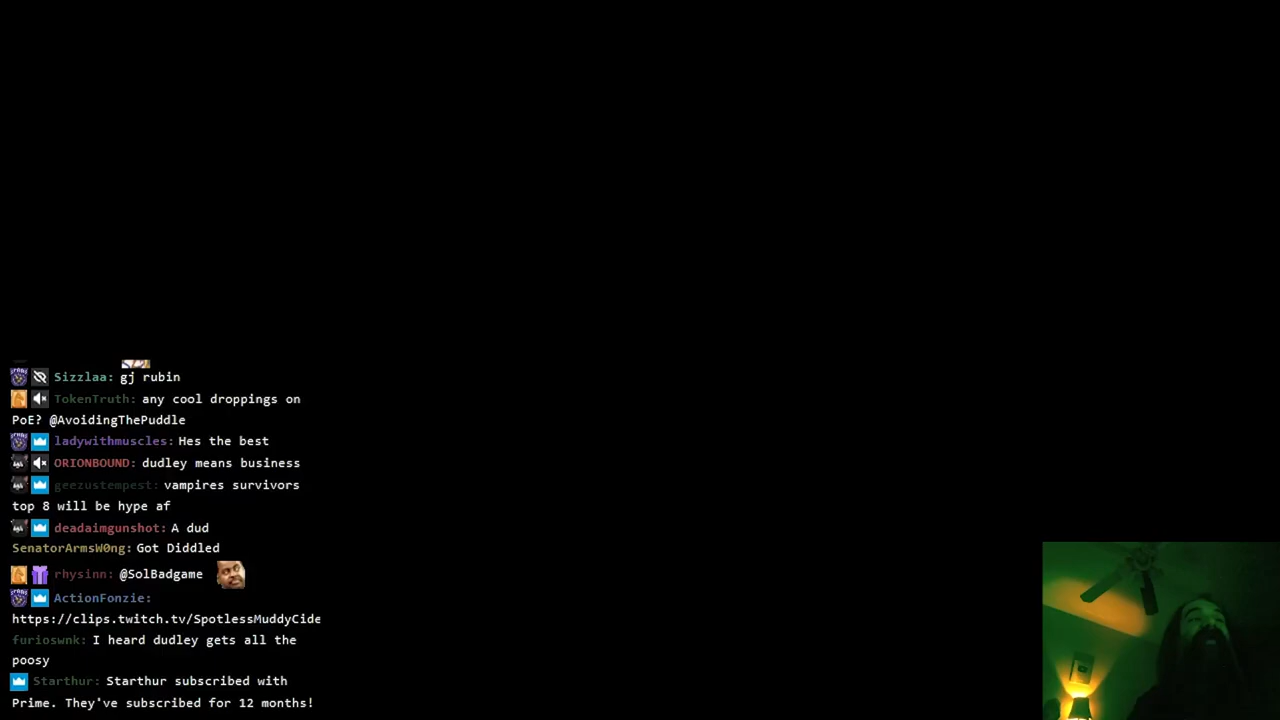 Sizzlaa: gj rubin
TokenTruth: any cool droppings on
PoE? @AvoidingThePuddle
ladywithmuscles: Hes the best
ORIONBOUND: dudley means business
geezustempest: vampires survivors
top 8 will be hype af
deadaimgunshot: A dud
SenatorArmsW0ng: Got Diddled
rhysinn: @SolBadgame
ActionFonzie:
https://clips.twitch.tv/SpotlessMuddyCide
furioswnk: I heard dudley gets all the
poosy
Starthur: Starthur subscribed with
Prime. They've subscribed for 12 months!